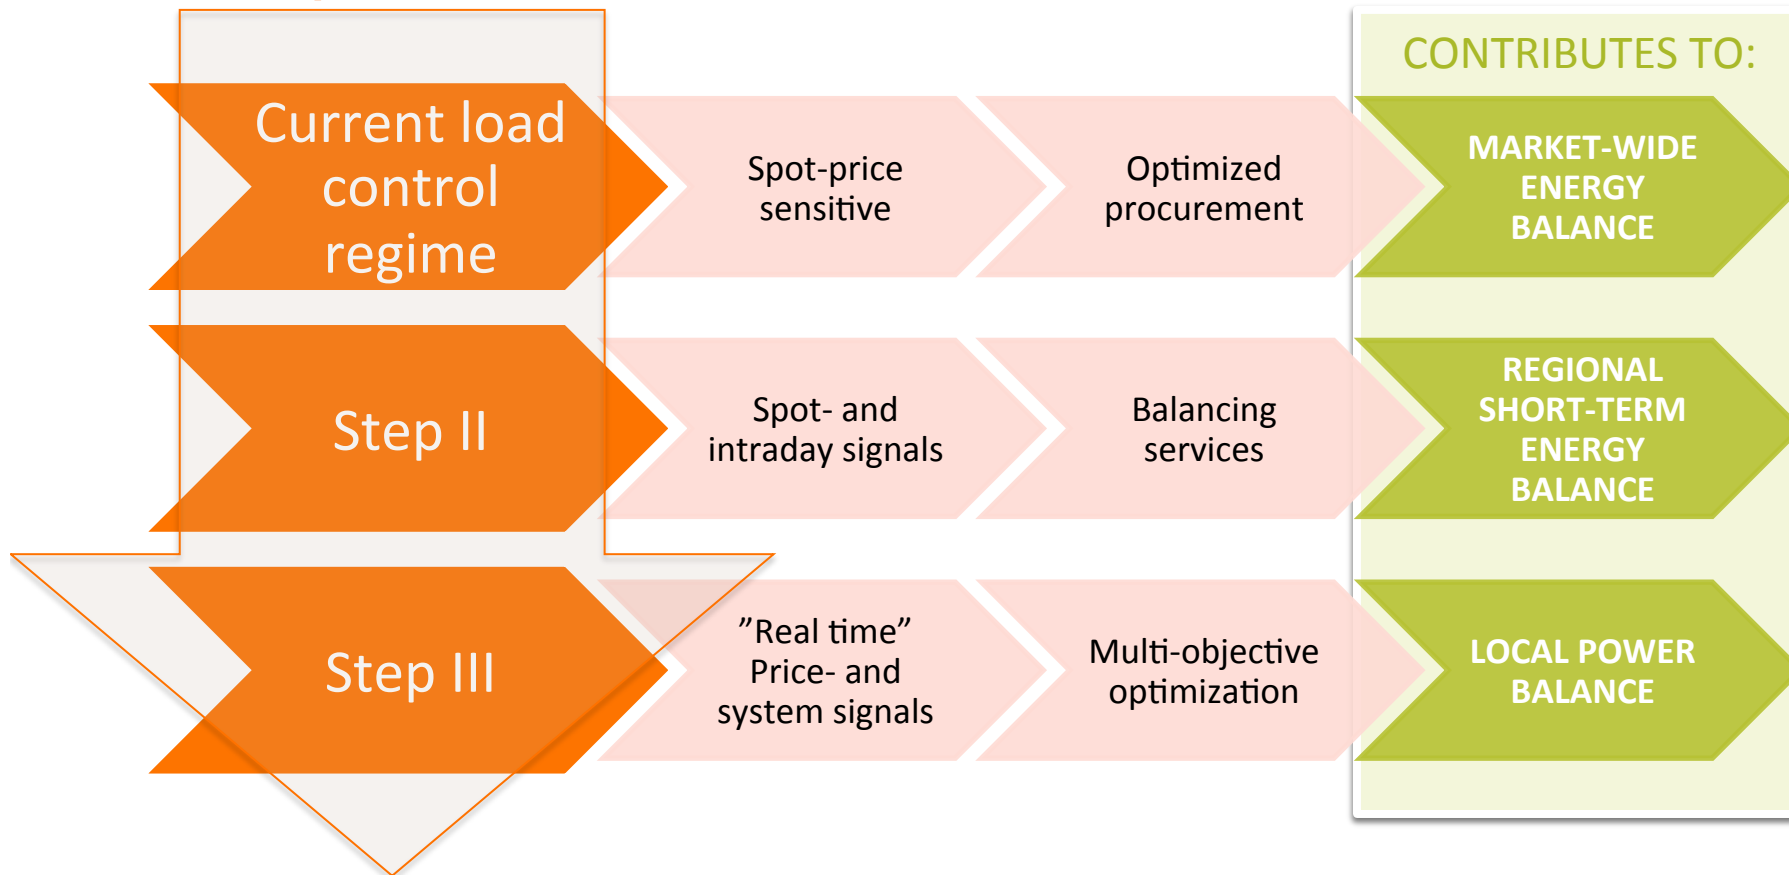 CONTRIBUTES TO:
Current load
control
regime
Spot-price
sensitive
Optimized
procurement
MARKET-WIDE
ENERGY
BALANCE
Step II
Spot- and
intraday signals
Balancing
services
REGIONAL
SHORT-TERM
ENERGY
BALANCE
Step III
”Real time”
Price- and
system signals
Multi-objective
optimization
LOCAL POWER
BALANCE